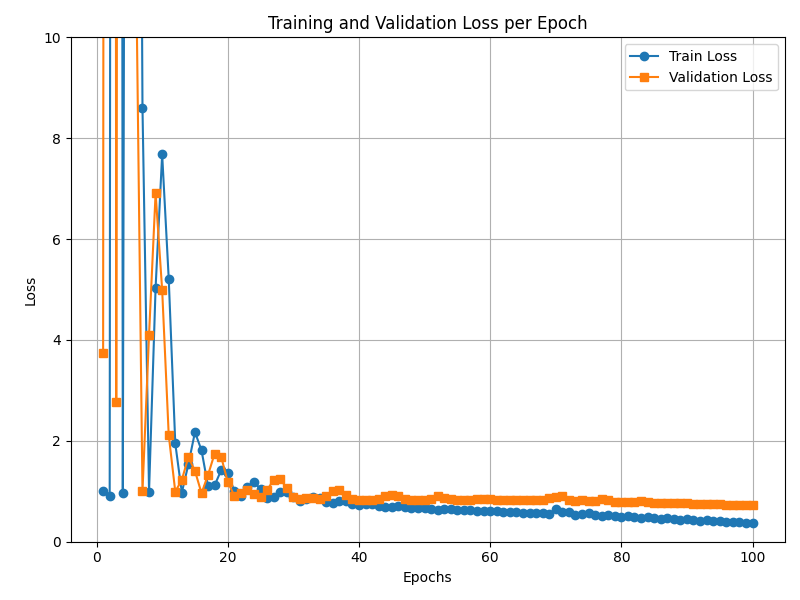 Training and Validation Loss per Epoch
10
8
6
4
2
0
Loss
Train Loss
Validation Loss
0 20 40 60 80 100
Epochs